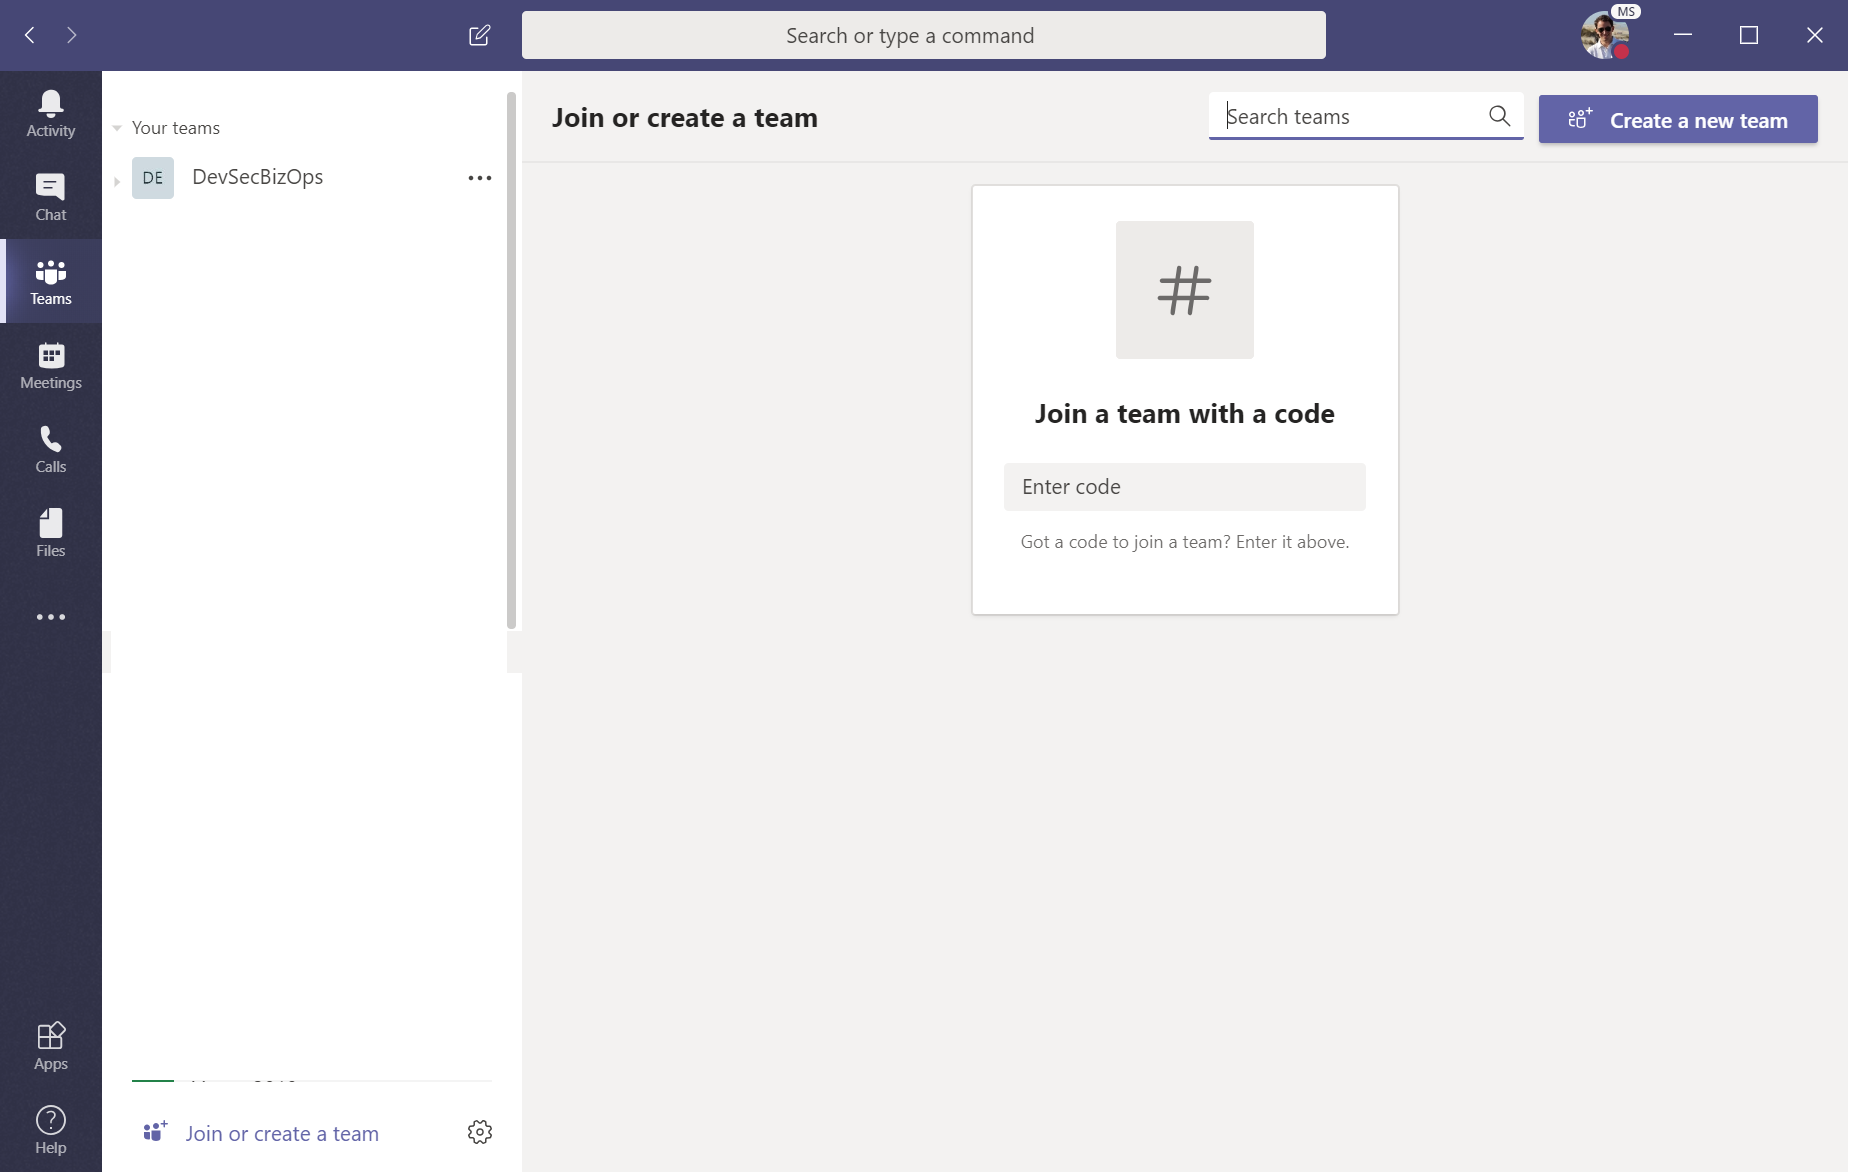 Search or type a command
MS
Activity
Chat
Teams
Meetings
Calls
Files
Apps
Help
Your teams
DE
DevSecBizOps
Join or create a team
Join or create a team
Search teams
Create a new team
#
Join a team with a code
Enter code
Got a code to join a team? Enter it above.